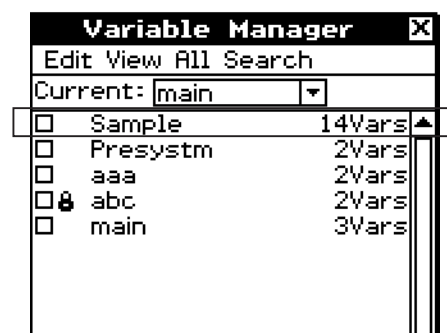 Variable Manager
Edit View All Search
Current: main
Sample 14Vars
Presystm 2Vars
aaa 2Vars
abc 2Vars
main 3Vars